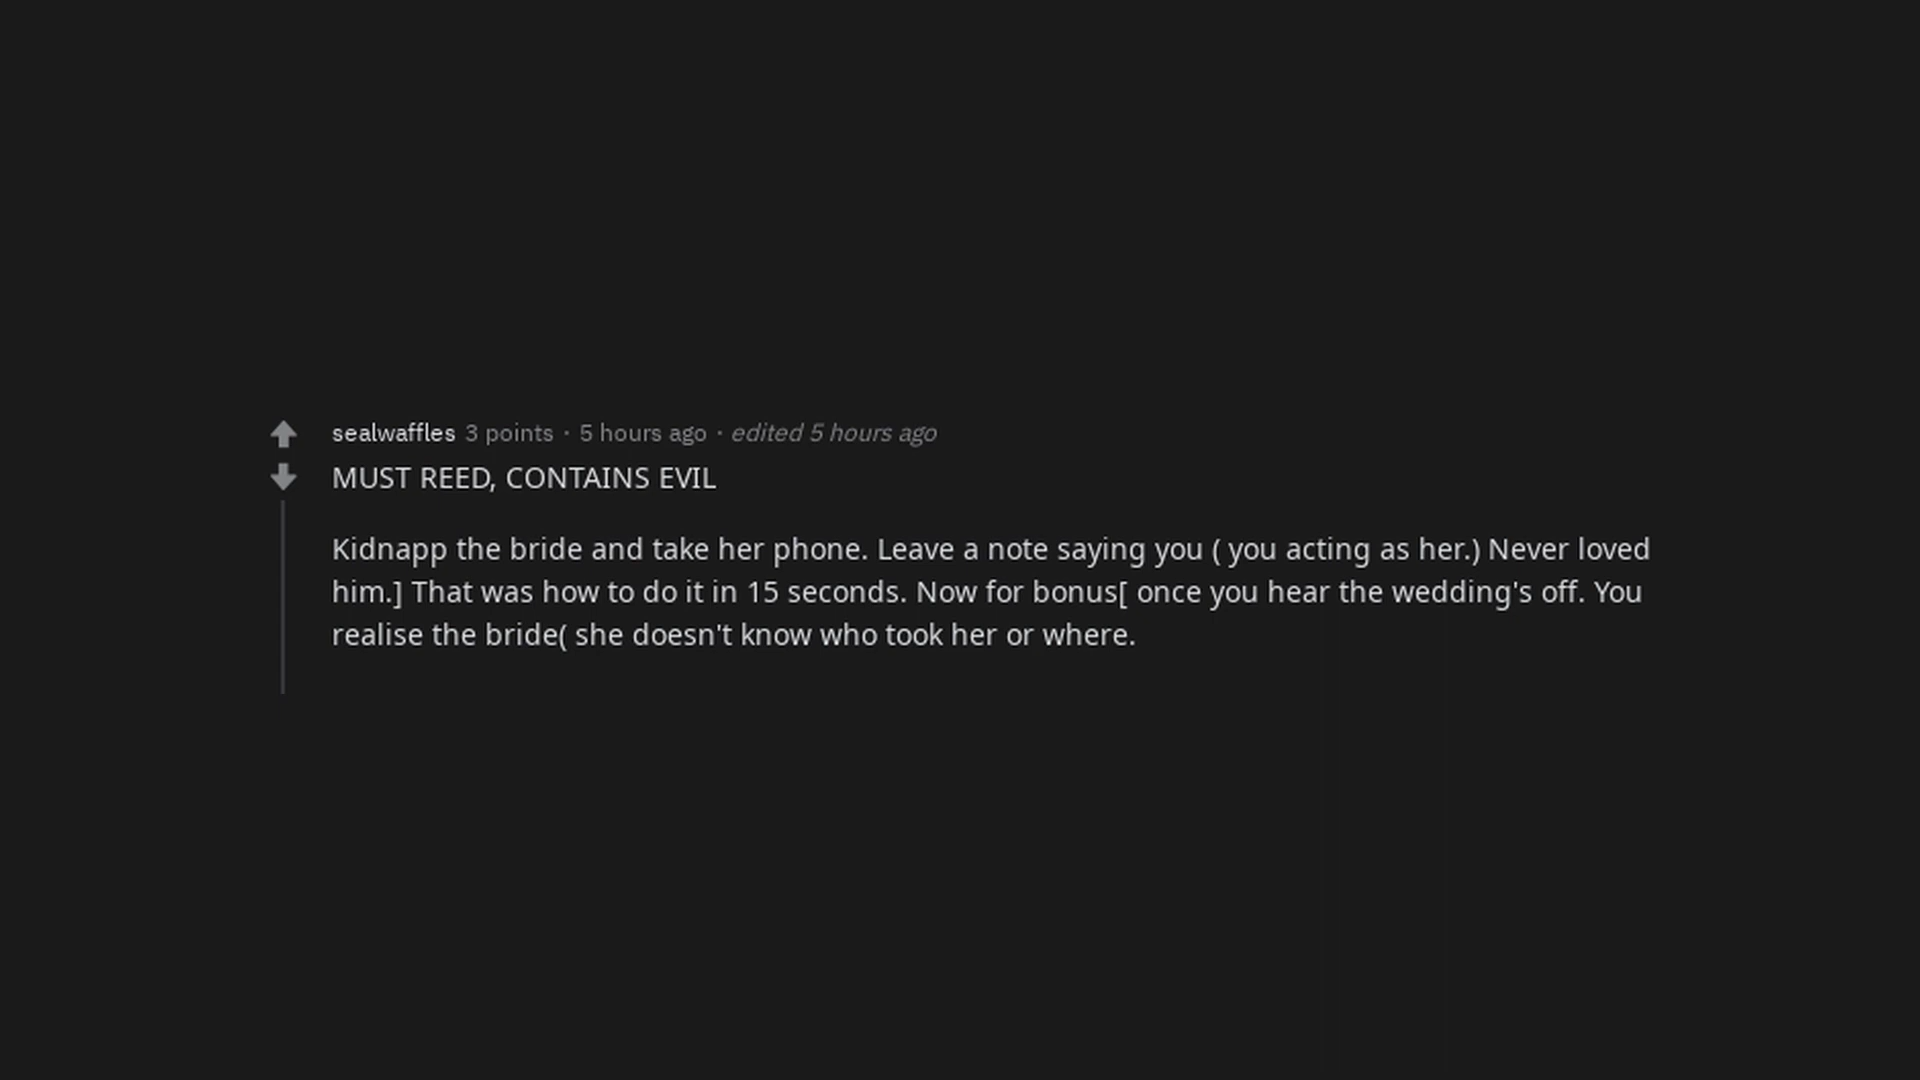 sealwaffles 3 points · 5 hours ago · edited 5 hours ago
MUST REED, CONTAINS EVIL
Kidnapp the bride and take her phone. Leave a note saying you ( you acting as her.) Never loved
him.] That was how to do it in 15 seconds. Now for bonus[ once you hear the wedding's off. You
realise the bride( she doesn't know who took her or where.